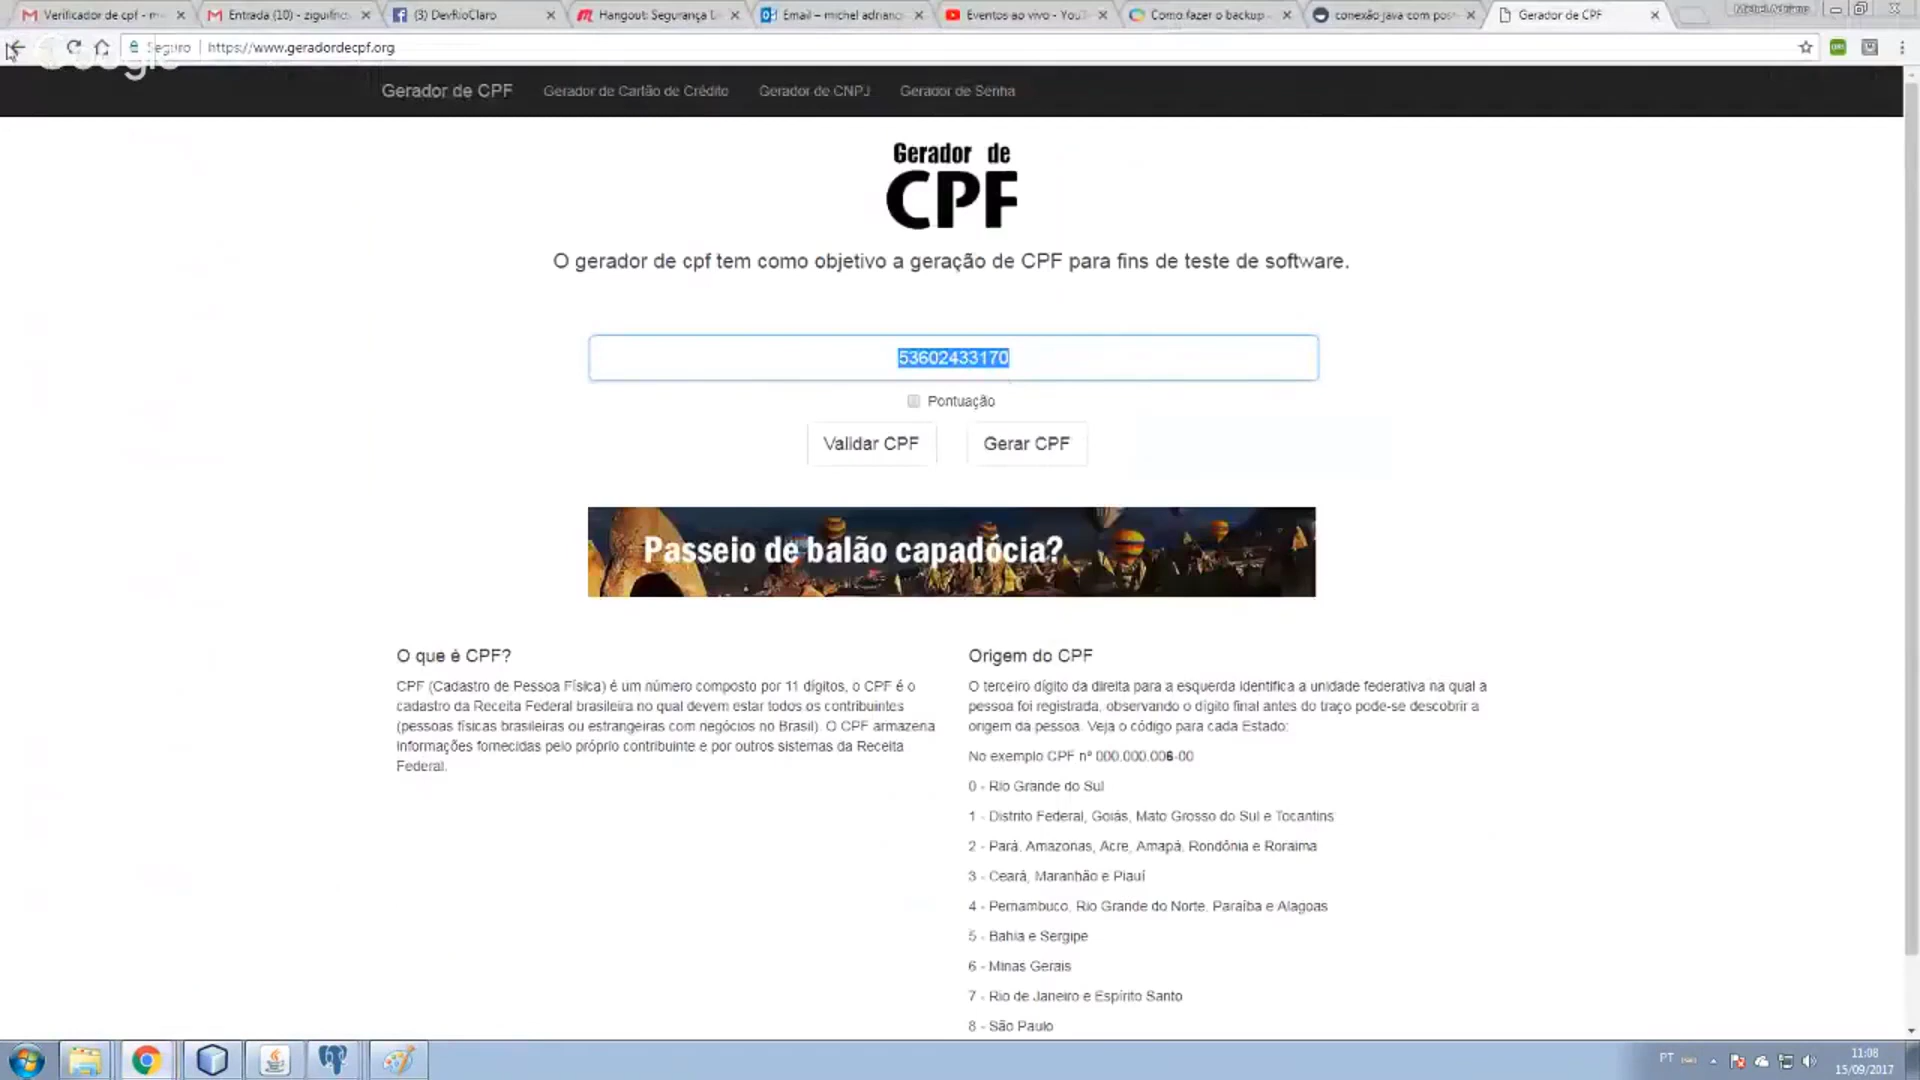 Verificador de cpf - m
Entrada (10) - ziguifric
(3) DevRioClaro
Hangout: Segurança
Email – michel adriano
Eventos ao vivo - You
Como fazer o backup
conexão java com pos
Gerador de CPF
Seguro
https://www.geradordecpf.org
Google
Gerador de CPF
Gerador de Cartão de Crédito
Gerador de CNPJ
Gerador de Senha
Gerador de
CPF
O gerador de cpf tem como objetivo a geração de CPF para fins de teste de software.
53602433170
Pontuação
Validar CPF
Gerar CPF
Passeio de balão capadócia?
O que é CPF?
CPF (Cadastro de Pessoa Física) é um número composto por 11 dígitos, o CPF é o
cadastro da Receita Federal brasileira no qual devem estar todos os contribuintes
(pessoas físicas brasileiras ou estrangeiras com negócios no Brasil). O CPF armazena
informações fornecidas pelo próprio contribuinte e por outros sistemas da Receita
Federal.
Origem do CPF
O terceiro dígito da direita para a esquerda identifica a unidade federativa na qual a
pessoa foi registrada, observando o dígito final antes do traço pode-se descobrir a
origem da pessoa. Veja o código para cada Estado:
No exemplo CPF nº 000.000.006-00
0 - Rio Grande do Sul
1 - Distrito Federal, Goiás, Mato Grosso do Sul e Tocantins
2 - Pará, Amazonas, Acre, Amapá, Rondônia e Roraima
3 - Ceará, Maranhão e Piauí
4 - Pernambuco, Rio Grande do Norte, Paraíba e Alagoas
5 - Bahia e Sergipe
6 - Minas Gerais
7 - Rio de Janeiro e Espírito Santo
8 - São Paulo
PT
11:08
15/09/2017